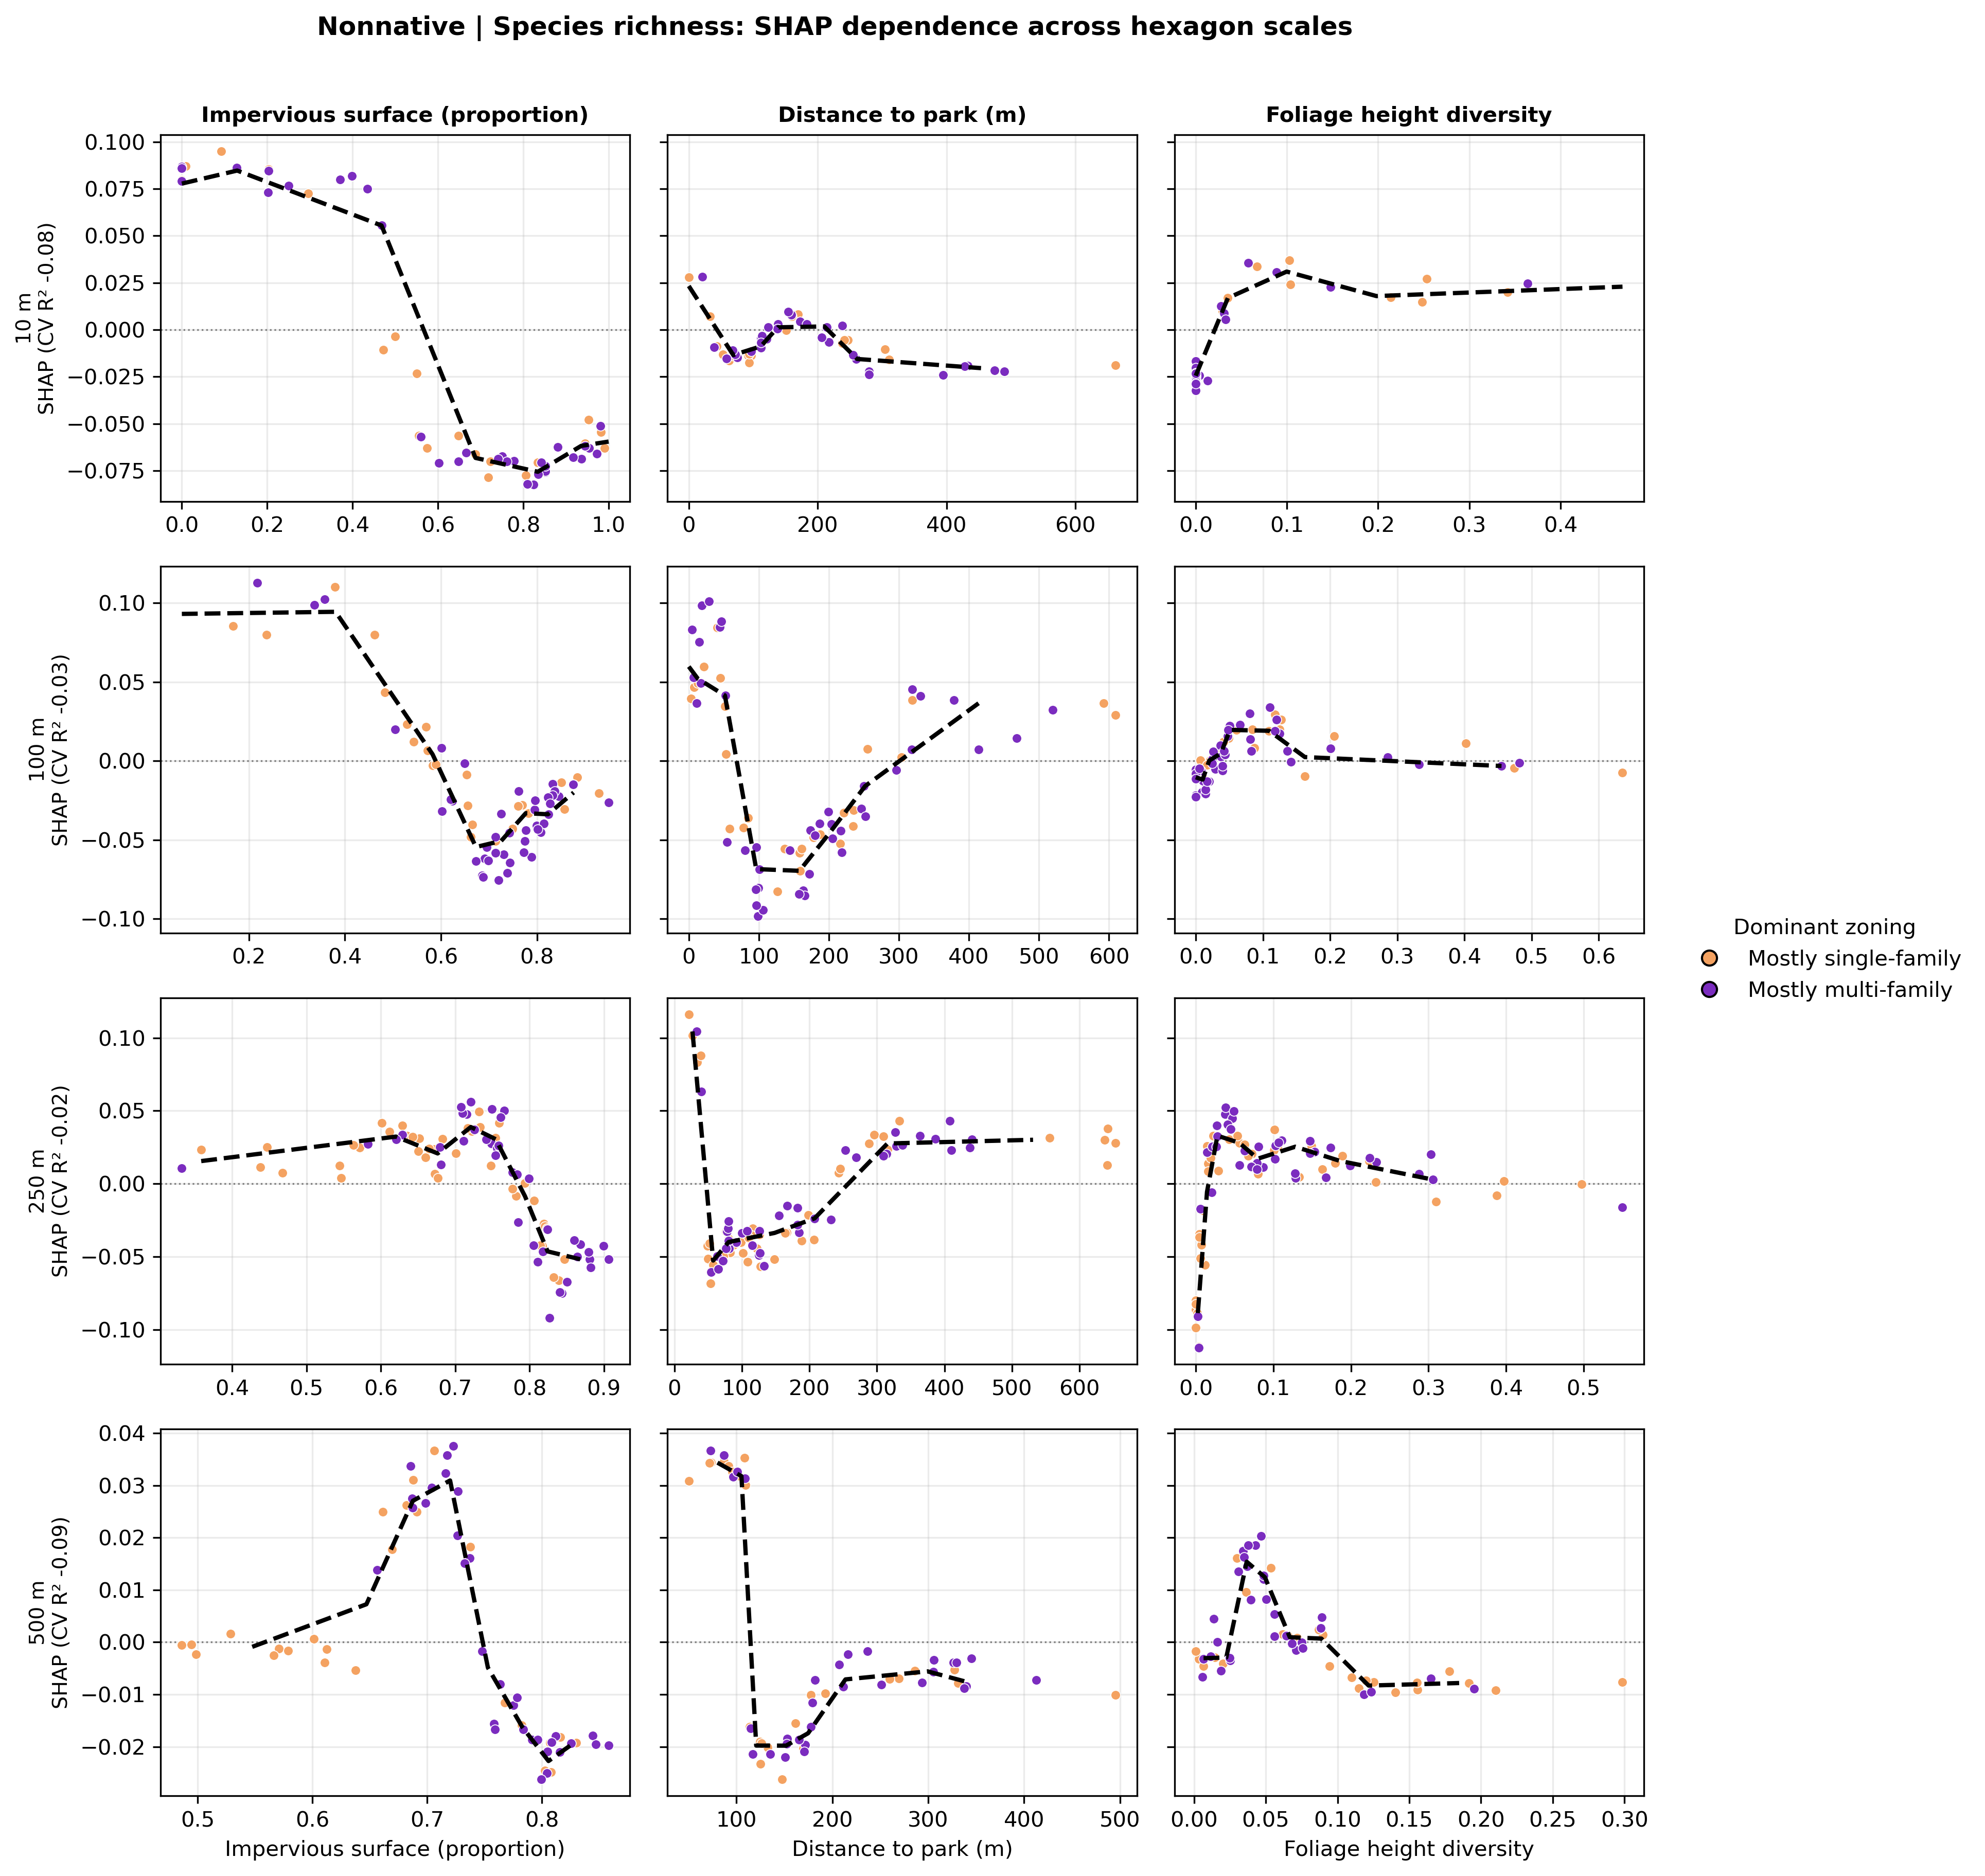 Nonnative | Species richness: SHAP dependence across hexagon scales
Impervious surface (proportion)
Distance to park (m)
Foliage height diversity
10 m
SHAP (CV R² -0.08)
0.100
0.075
0.050
0.025
0.000
−0.025
−0.050
−0.075
0.0 0.2 0.4 0.6 0.8 1.0
0 200 400 600
0.0 0.1 0.2 0.3 0.4
100 m
SHAP (CV R² -0.03)
0.10
0.05
0.00
−0.05
−0.10
0.2 0.4 0.6 0.8
0 100 200 300 400 500 600
0.0 0.1 0.2 0.3 0.4 0.5 0.6
Dominant zoning
Mostly single-family
Mostly multi-family
250 m
SHAP (CV R² -0.02)
0.10
0.05
0.00
−0.05
−0.10
0.4 0.5 0.6 0.7 0.8 0.9
0 100 200 300 400 500 600
0.0 0.1 0.2 0.3 0.4 0.5
500 m
SHAP (CV R² -0.09)
0.04
0.03
0.02
0.01
0.00
−0.01
−0.02
0.5 0.6 0.7 0.8
100 200 300 400 500
0.00 0.05 0.10 0.15 0.20 0.25 0.30
Impervious surface (proportion)
Distance to park (m)
Foliage height diversity